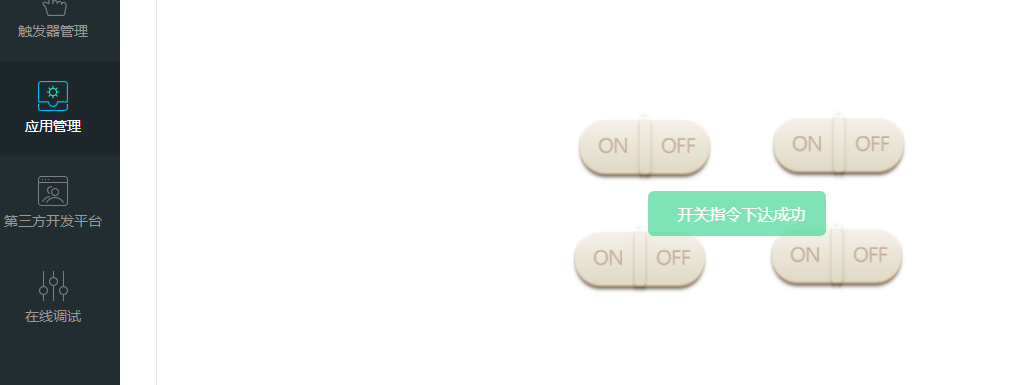 触发器管理
应用管理
第三方开发平台
在线调试
ON OFF
ON OFF
开关指令下达成功
ON OFF
ON OFF